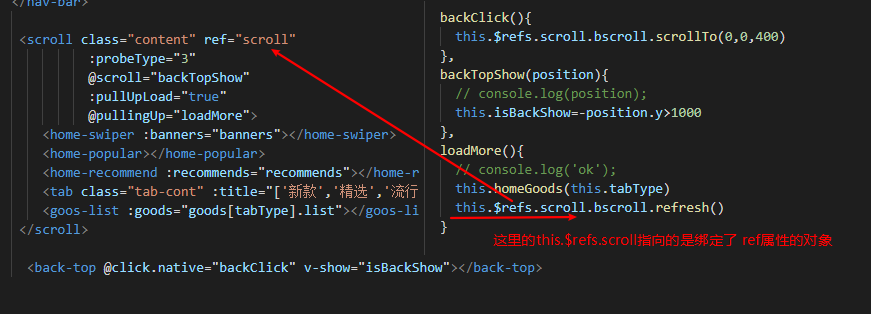 </nav-bar>
<scroll class="content" ref="scroll"
:probeType="3"
@scroll="backTopShow"
:pullUpLoad="true"
@pullingUp="loadMore">
<home-swiper :banners="banners"></home-swiper>
<home-popular></home-popular>
<home-recommend :recommends="recommends"></home-r
<tab class="tab-cont" :title="['新款','精选','流行
<goos-list :goods="goods[tabType].list"></goos-li
</scroll>
<back-top @click.native="backClick" v-show="isBackShow"></back-top>
backClick(){
this.$refs.scroll.bscroll.scrollTo(0,0,400)
},
backTopShow(position){
// console.log(position);
this.isBackShow=-position.y>1000
},
loadMore(){
// console.log('ok');
this.homeGoods(this.tabType)
this.$refs.scroll.bscroll.refresh()
}
这里的this.$refs.scroll指向的是绑定了 ref属性的对象